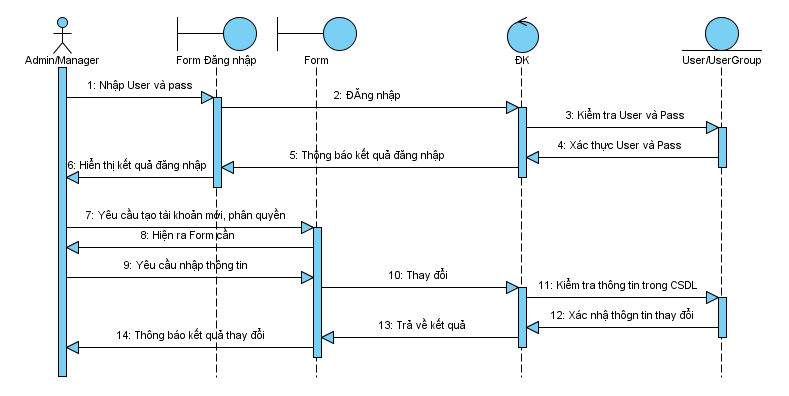 Admin/Manager
Form Đăng nhập
Form
ĐK
User/UserGroup
1: Nhập User và pass
2: ĐĂng nhập
3: Kiểm tra User và Pass
4: Xác thực User và Pass
5: Thông báo kết quả đăng nhập
6: Hiển thị kết quả đăng nhập
7: Yêu cầu tạo tải khoản mới, phân quyền
8: Hiện ra Form cần
9: Yêu cầu nhập thông tin
10: Thay đổi
11: Kiểm tra thông tin trong CSDL
12: Xác nhậ thôgn tin thay đổi
13: Trả về kết quả
14: Thông báo kết quả thay đổi